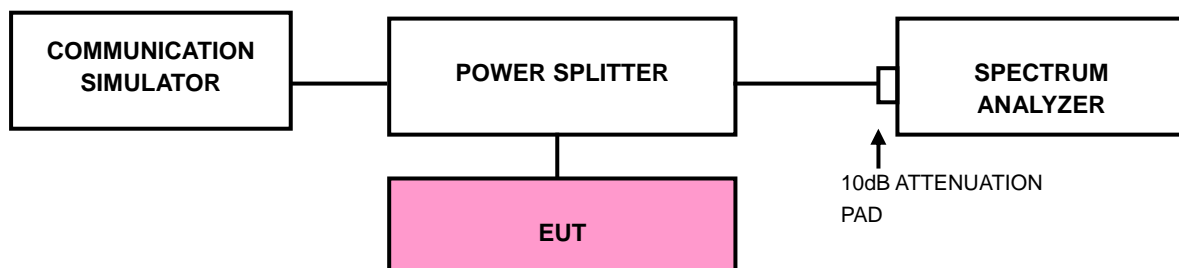 COMMUNICATION
SIMULATOR
POWER SPLITTER
SPECTRUM
ANALYZER
10dB ATTENUATION
PAD
EUT